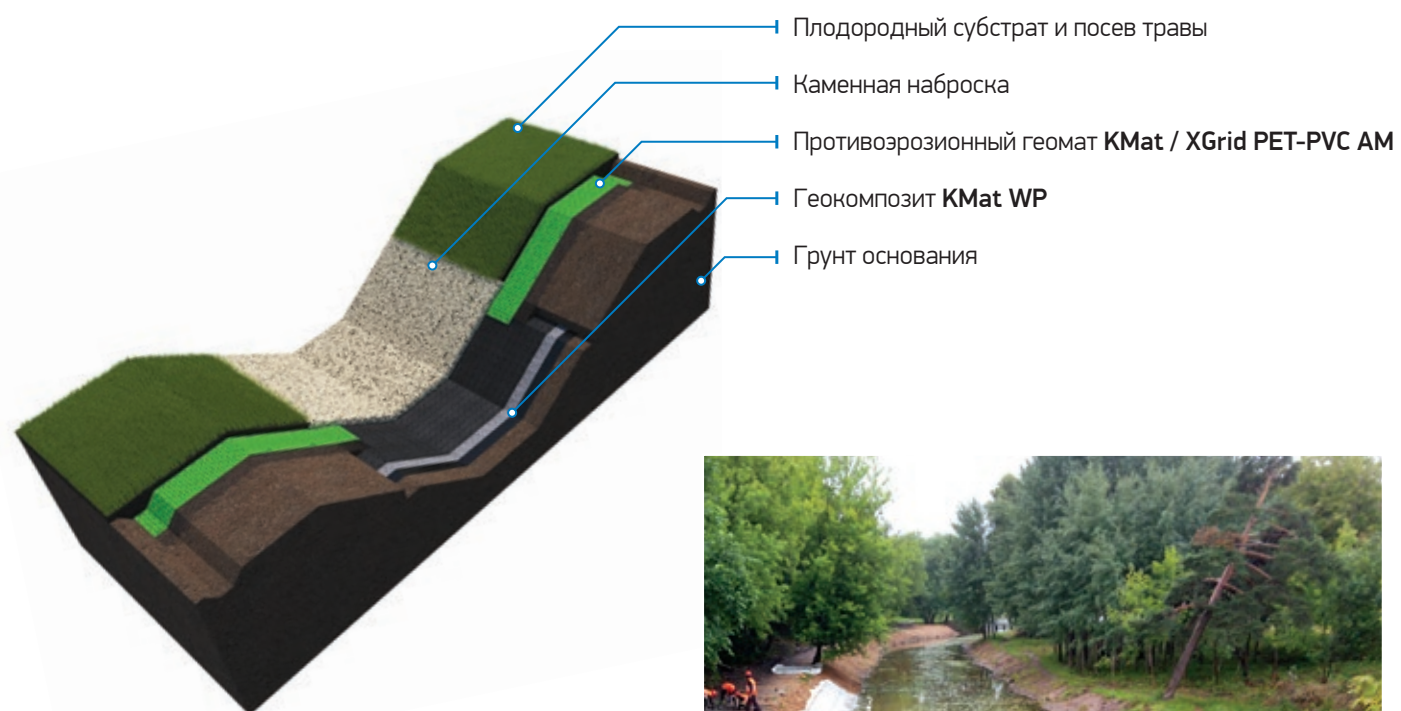 Плодородный субстрат и посев травы
Каменная наброска
Противоэрозионный геомат KMat / XGrid PET-PVC AM
Геокомпозит KMat WP
Грунт основания